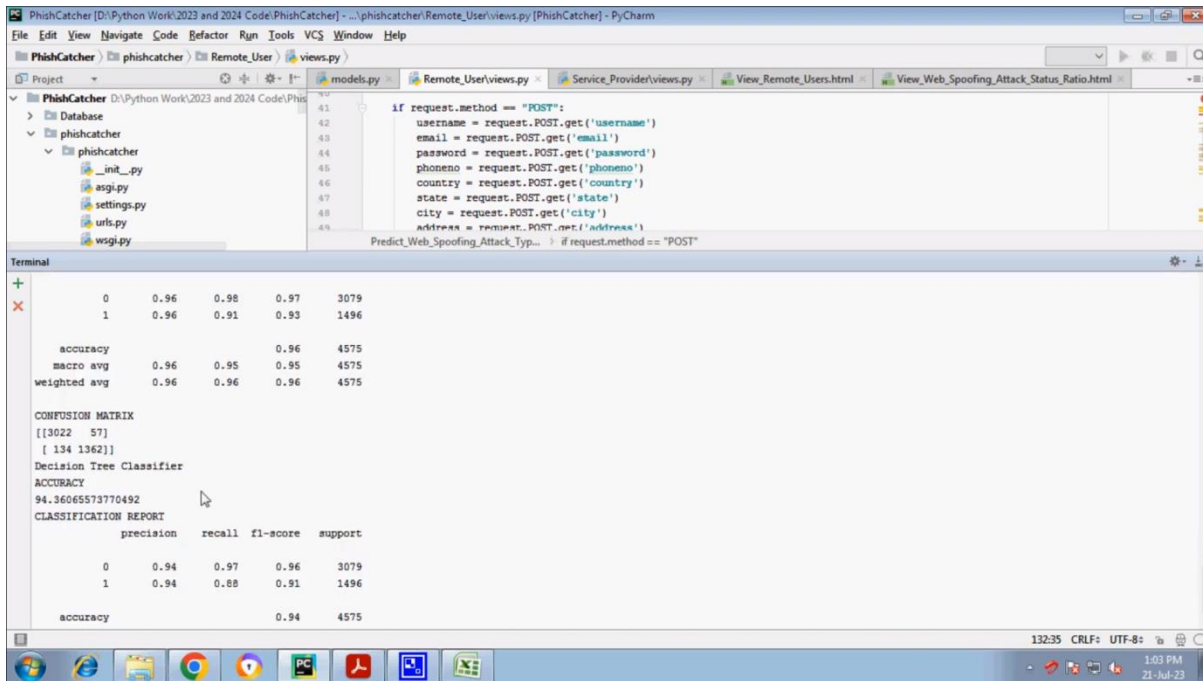 PhishCatcher [D:\Python Work\2023 and 2024 Code\PhishCatcher] - ...\phishcatcher\Remote_User\views.py [PhishCatcher] - PyCharm
File Edit View Navigate Code Refactor Run Tools VCS Window Help
PhishCatcher phishcatcher Remote_User views.py
Project
models.py Remote_User\views.py Service_Provider\views.py View_Remote_Users.html View_Web_Spoofing_Attack_Status_Ratio.html
PhishCatcher D:\Python Work\2023 and 2024 Code\Phis
Database
phishcatcher
phishcatcher
__init__.py
asgi.py
settings.py
urls.py
wsgi.py
41 if request.method == "POST":
42 username = request.POST.get('username')
43 email = request.POST.get('email')
44 password = request.POST.get('password')
45 phoneno = request.POST.get('phoneno')
46 country = request.POST.get('country')
47 state = request.POST.get('state')
48 city = request.POST.get('city')
49 address = request.POST.get('address')
Predict_Web_Spoofing_Attack_Typ... if request.method == "POST"
Terminal
0 0.96 0.98 0.97 3079
1 0.96 0.91 0.93 1496
accuracy 0.96 4575
macro avg 0.96 0.95 0.95 4575
weighted avg 0.96 0.96 0.96 4575
CONFUSION MATRIX
[[3022 57]
[ 134 1362]]
Decision Tree Classifier
ACCURACY
94.36065573770492
CLASSIFICATION REPORT
precision recall f1-score support
0 0.94 0.97 0.96 3079
1 0.94 0.88 0.91 1496
accuracy 0.94 4575
132:35 CRLF: UTF-8:
1:03 PM
21-Jul-23